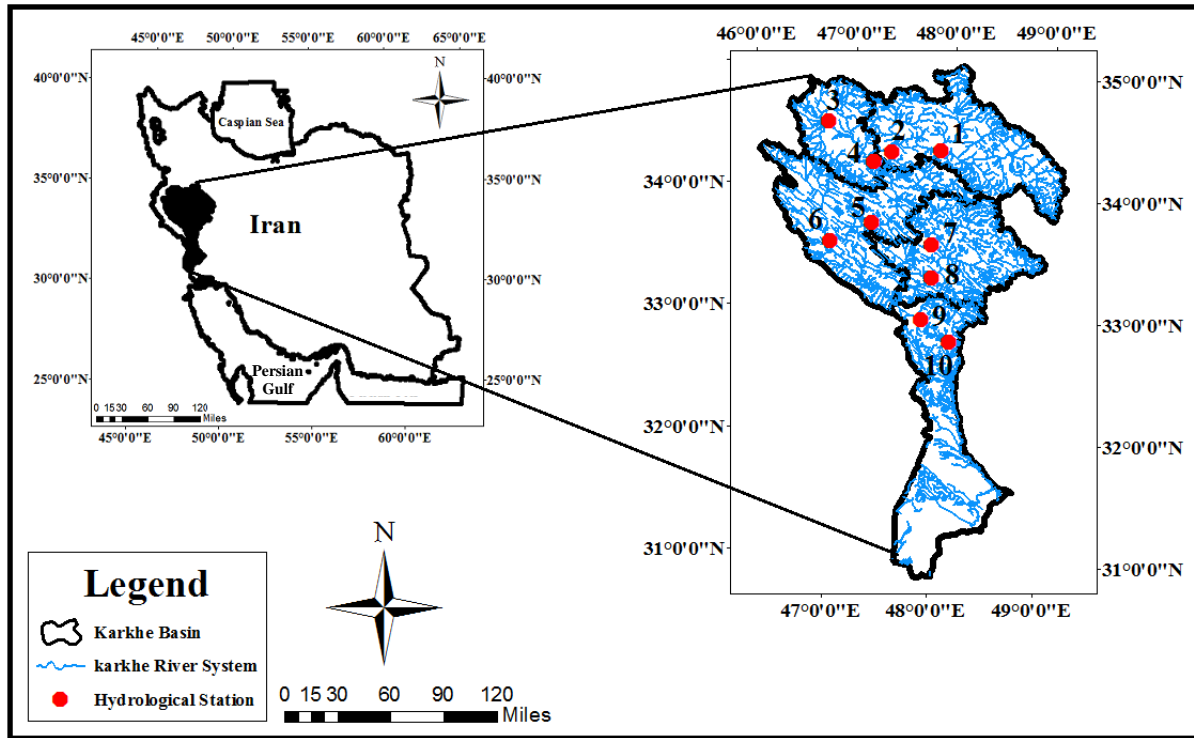 45°0'0"E 50°0'0"E 55°0'0"E 60°0'0"E 65°0'0"E
40°0'0"N
35°0'0"N
30°0'0"N
25°0'0"N
40°0'0"N
35°0'0"N
30°0'0"N
25°0'0"N
N
Caspian Sea
Iran
Persian
Gulf
0 15 30 60 90 120
Miles
45°0'0"E 50°0'0"E 55°0'0"E 60°0'0"E
46°0'0"E 47°0'0"E 48°0'0"E 49°0'0"E
34°0'0"N
33°0'0"N
32°0'0"N
31°0'0"N
35°0'0"N
34°0'0"N
33°0'0"N
32°0'0"N
31°0'0"N
3
2
1
4
5
6
7
8
9
10
47°0'0"E 48°0'0"E 49°0'0"E
Legend
Karkhe Basin
karkhe River System
Hydrological Station
N
0 15 30 60 90 120
Miles